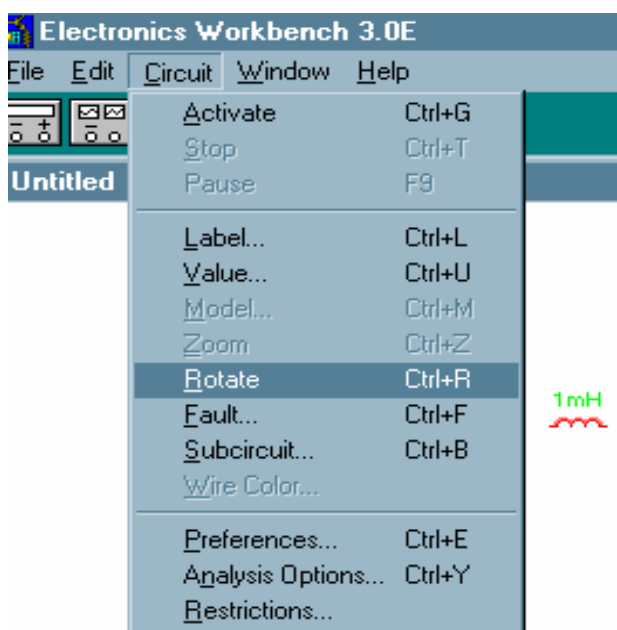 Electronics Workbench 3.0E
File Edit Circuit Window Help
Untitled
Activate Ctrl+G
Stop Ctrl+T
Pause F9
Label... Ctrl+L
Value... Ctrl+U
Model... Ctrl+M
Zoom Ctrl+Z
Rotate Ctrl+R
1mH
Fault... Ctrl+F
Subcircuit... Ctrl+B
Wire Color...
Preferences... Ctrl+E
Analysis Options... Ctrl+Y
Restrictions...